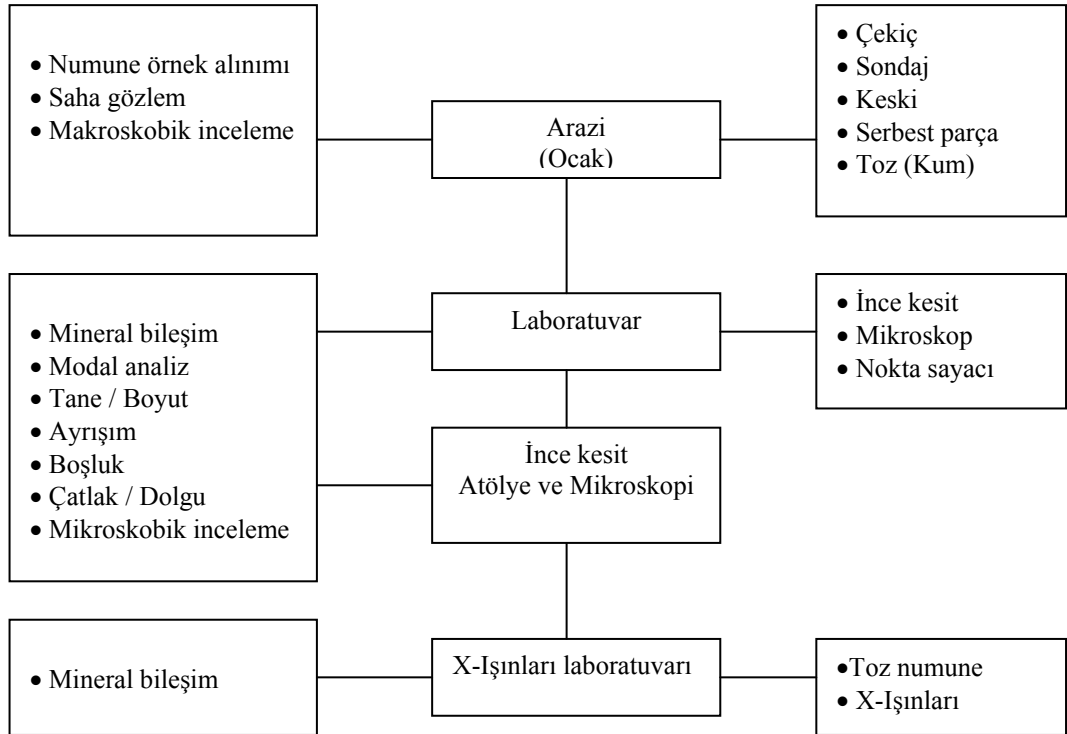 • Numune örnek alınımı
• Saha gözlem
• Makroskobik inceleme
Arazi
(Ocak)
• Çekiç
• Sondaj
• Keski
• Serbest parça
• Toz (Kum)
• Mineral bileşim
• Modal analiz
• Tane / Boyut
• Ayrışım
• Boşluk
• Çatlak / Dolgu
• Mikroskobik inceleme
Laboratuvar
• İnce kesit
• Mikroskop
• Nokta sayacı
İnce kesit
Atölye ve Mikroskopi
• Mineral bileşim
X-Işınları laboratuvarı
•Toz numune
• X-Işınları